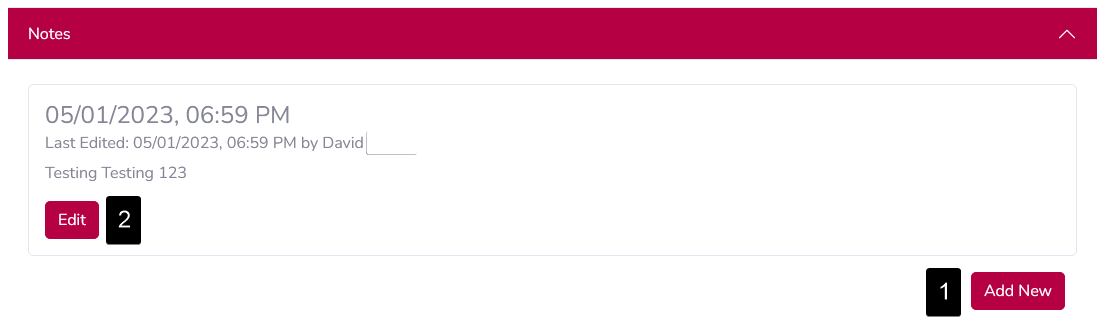 Notes
05/01/2023, 06:59 PM
Last Edited: 05/01/2023, 06:59 PM by David
Testing Testing 123
Edit 2
1 Add New